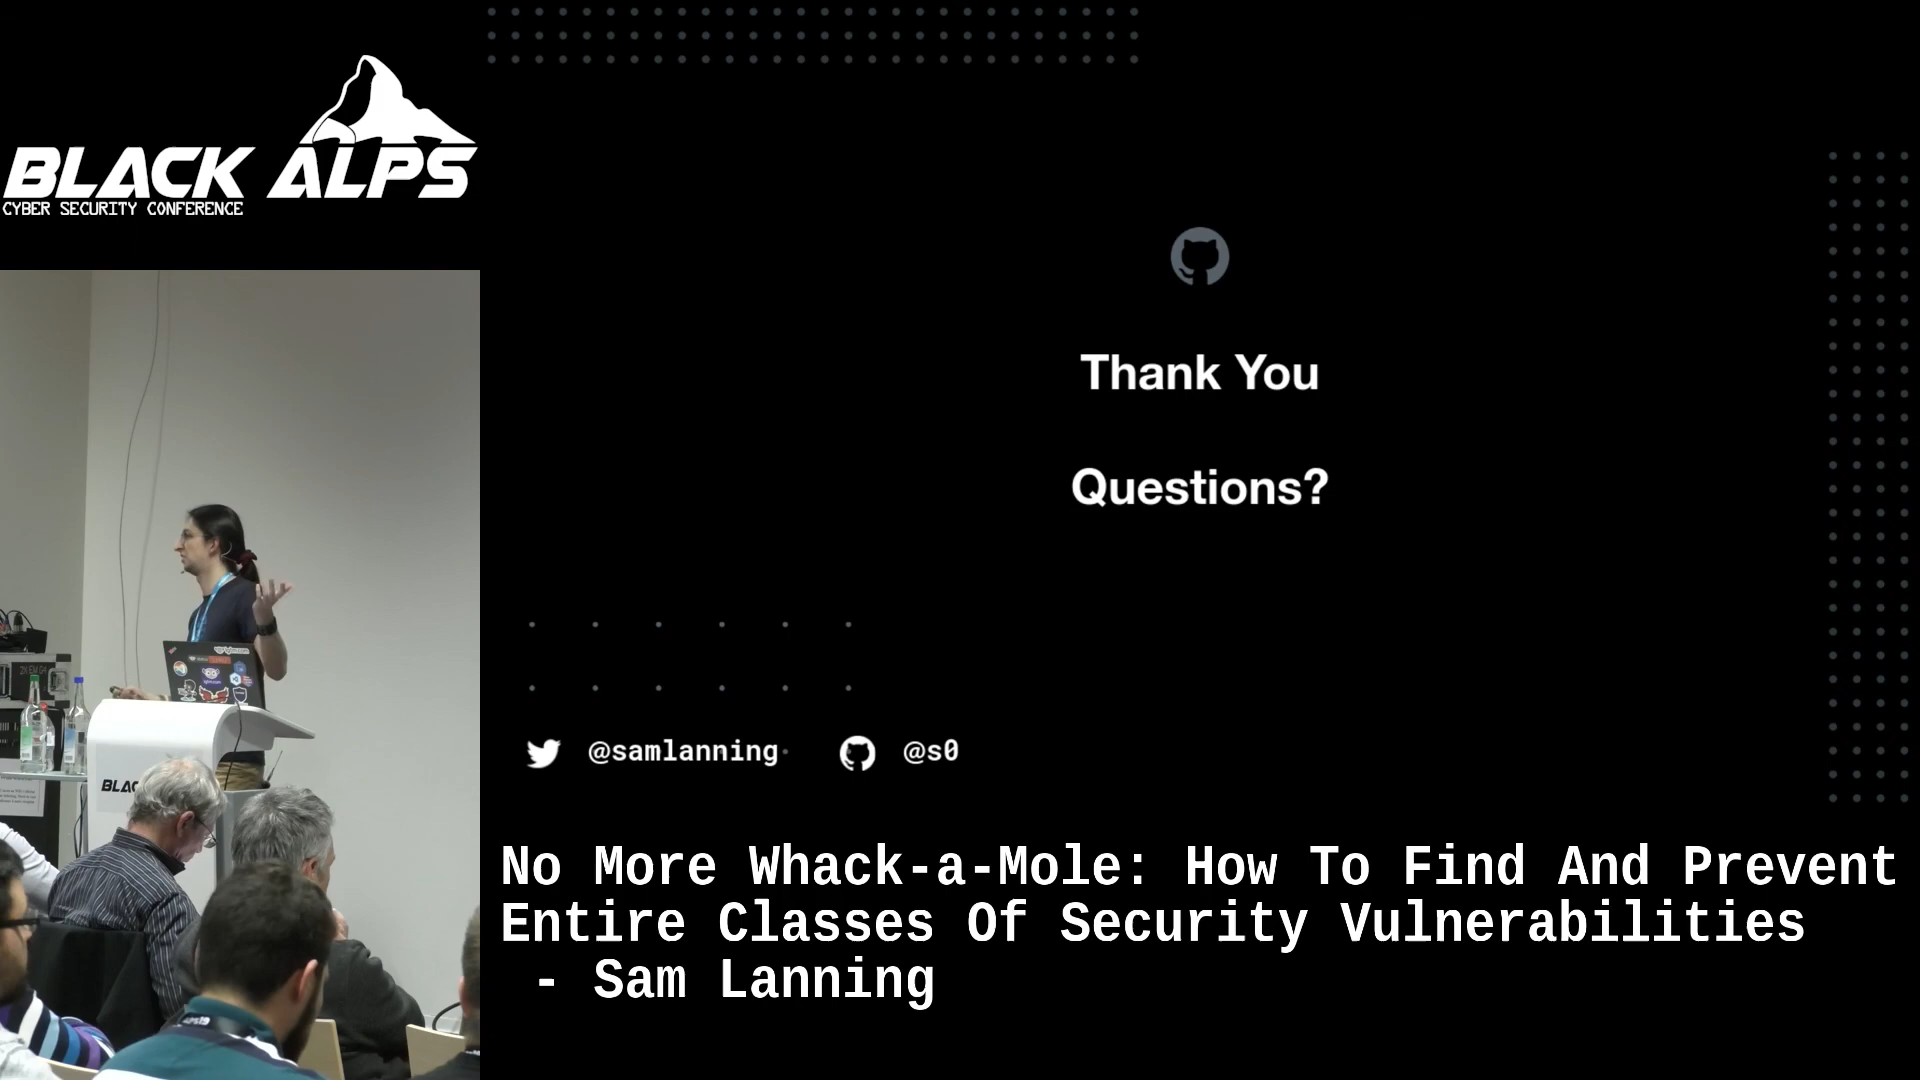 BLACK ALPS
CYBER SECURITY CONFERENCE
Thank You
Questions?
@samlanning
@s0
BLAC
No More Whack-a-Mole: How To Find And Prevent
Entire Classes Of Security Vulnerabilities
- Sam Lanning